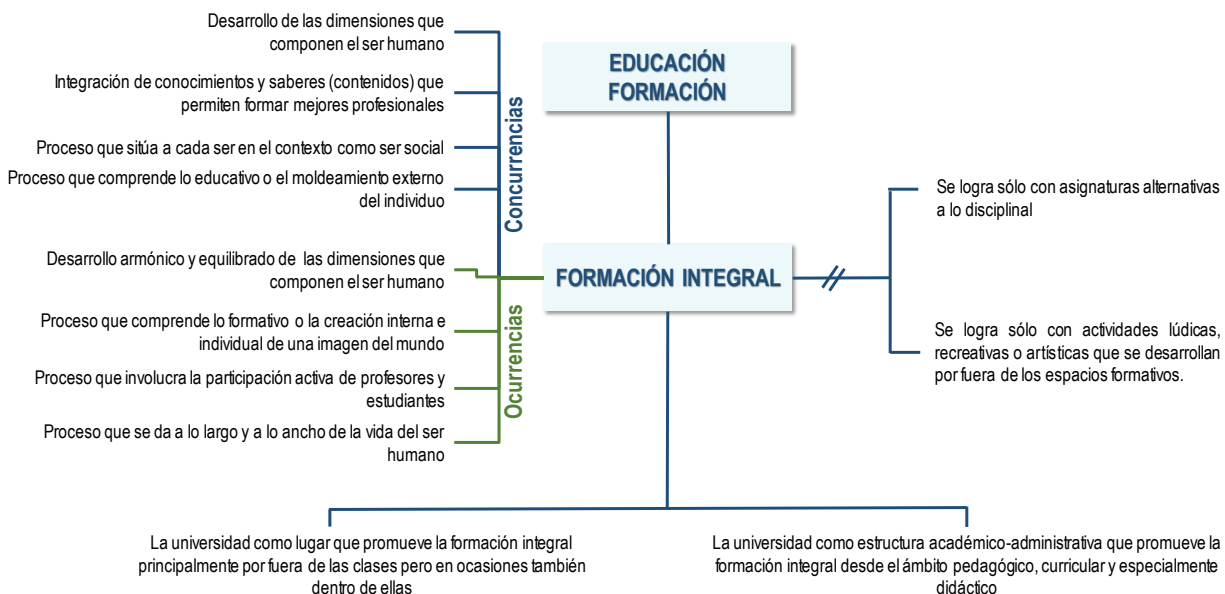 Desarrollo de las dimensiones que
componen el ser humano
Integración de conocimientos y saberes (contenidos) que
permiten formar mejores profesionales
Proceso que sitúa a cada ser en el contexto como ser social
Proceso que comprende lo educativo o el moldeamiento externo
del individuo
Concurrencias
Desarrollo armónico y equilibrado de las dimensiones que
componen el ser humano
Proceso que comprende lo formativo o la creación interna e
individual de una imagen del mundo
Proceso que involucra la participación activa de profesores y
estudiantes
Proceso que se da a lo largo y a lo ancho de la vida del ser
humano
Ocurrencias
EDUCACIÓN
FORMACIÓN
FORMACIÓN INTEGRAL
Se logra sólo con asignaturas alternativas
a lo disciplinal
Se logra sólo con actividades lúdicas,
recreativas o artísticas que se desarrollan
por fuera de los espacios formativos.
La universidad como lugar que promueve la formación integral
principalmente por fuera de las clases pero en ocasiones también
dentro de ellas
La universidad como estructura académico-administrativa que promueve la
formación integral desde el ámbito pedagógico, curricular y especialmente
didáctico